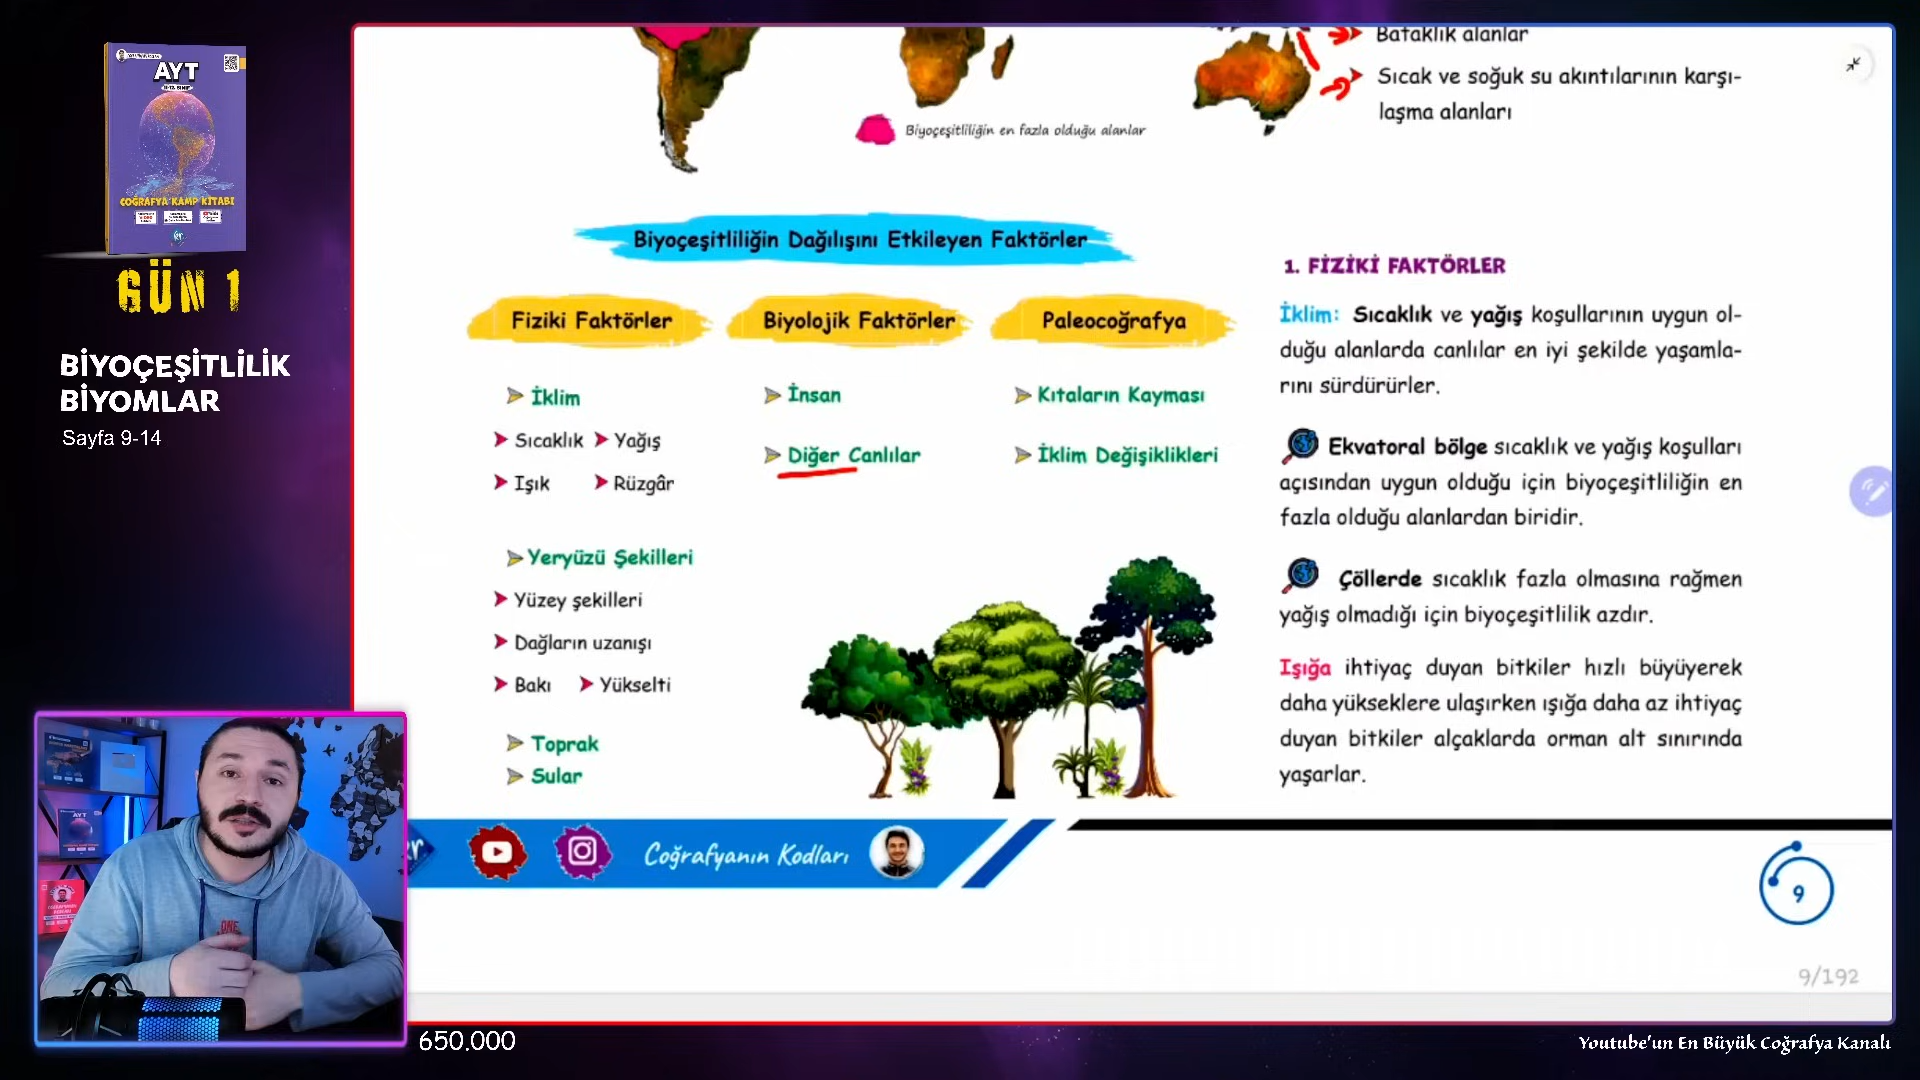 AYT
COĞRAFYA KAMP KİTABI
GÜN 1
BİYOÇEŞİTLİLİK
BİYOMLAR
Sayfa 9-14
Bataklık alanlar
Sıcak ve soğuk su akıntılarının karşı-
laşma alanları
Biyoçeşitliliğin en fazla olduğu alanlar
Biyoçeşitliliğin Dağılışını Etkileyen Faktörler
Fiziki Faktörler
İklim
Sıcaklık Yağış
Işık Rüzgâr
Yeryüzü Şekilleri
Yüzey şekilleri
Dağların uzanışı
Bakı Yükselti
Toprak
Sular
Biyolojik Faktörler
İnsan
Diğer Canlılar
Paleocoğrafya
Kıtaların Kayması
İklim Değişiklikleri
1. FİZİKİ FAKTÖRLER
İklim: Sıcaklık ve yağış koşullarının uygun ol-
duğu alanlarda canlılar en iyi şekilde yaşamla-
rını sürdürürler.
Ekvatoral bölge sıcaklık ve yağış koşulları
açısından uygun olduğu için biyoçeşitliliğin en
fazla olduğu alanlardan biridir.
Çöllerde sıcaklık fazla olmasına rağmen
yağış olmadığı için biyoçeşitlilik azdır.
Işığa ihtiyaç duyan bitkiler hızlı büyüyerek
daha yükseklere ulaşırken ışığa daha az ihtiyaç
duyan bitkiler alçaklarda orman alt sınırında
yaşarlar.
Coğrafyanın Kodları
9
9/192
650.000
Youtube'un En Büyük Coğrafya Kanalı